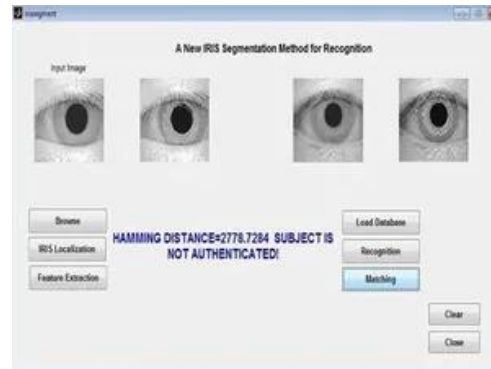 A New IRIS Segmentation Method for Recognition
Input Image
Browse
IRIS Localization
Feature Extraction
HAMMING DISTANCE=2778.7284 SUBJECT IS
NOT AUTHENTICATED!
Load Database
Recognition
Matching
Clear
Close